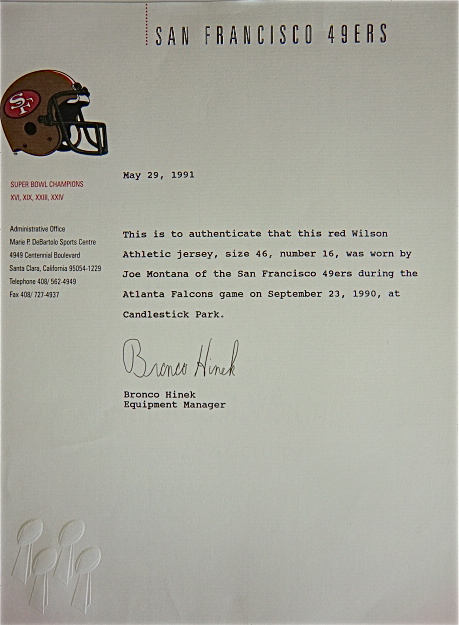 SAN FRANCISCO 49ERS
SF
SUPER BOWL CHAMPIONS
XVI, XIX, XXIII, XXIV
Administrative Office
Marie P. DeBartolo Sports Centre
4949 Centennial Boulevard
Santa Clara, California 95054-1229
Telephone 408/ 562-4949
Fax 408/ 727-4937
May 29, 1991
This is to authenticate that this red Wilson
Athletic jersey, size 46, number 16, was worn by
Joe Montana of the San Francisco 49ers during the
Atlanta Falcons game on September 23, 1990, at
Candlestick Park.
Bronco Hinek
Bronco Hinek
Equipment Manager